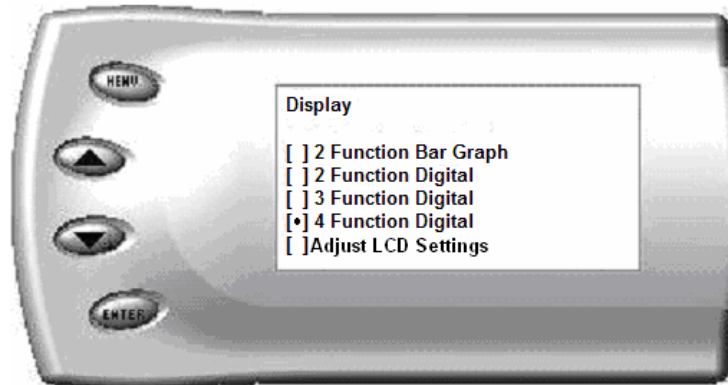 MENU
Display
[ ] 2 Function Bar Graph
[ ] 2 Function Digital
[ ] 3 Function Digital
[•] 4 Function Digital
[ ]Adjust LCD Settings
ENTER